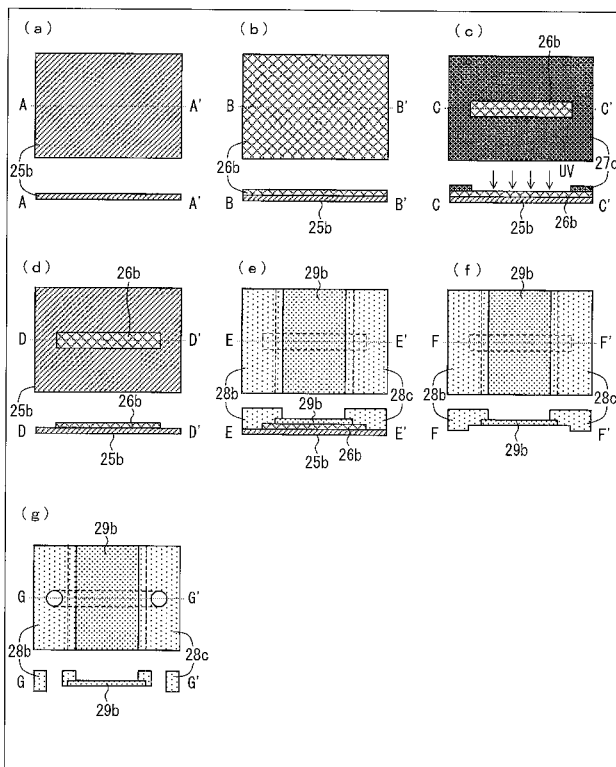 (a)
(b)
(c)
26b
A A'
B B'
C C'
25b
26b
27c
UV
A A'
B B'
C C'
25b
25b
26b
(d)
(e)
(f)
26b
29b
29b
D D'
E E'
F F'
25b
28b
28c
28b
28c
26b
29b
D D'
E E'
F F'
25b
25b
26b
29b
(g)
29b
G G'
28b
28c
G G'
29b